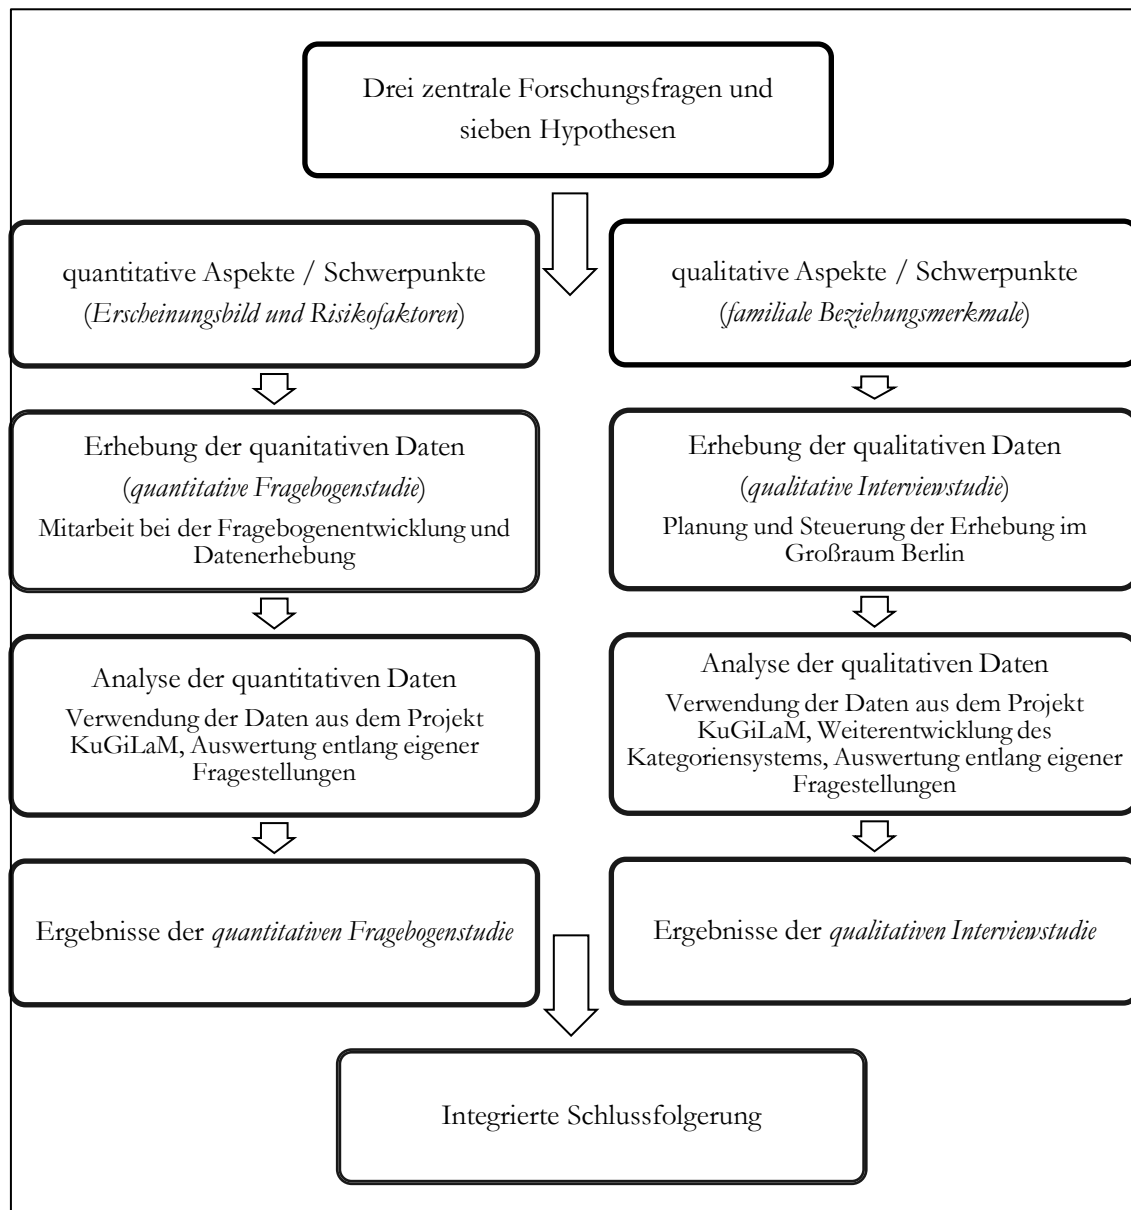 Drei zentrale Forschungsfragen und
sieben Hypothesen
quantitative Aspekte / Schwerpunkte
(Erscheinungsbild und Risikofaktoren)
qualitative Aspekte / Schwerpunkte
(familiale Beziehungsmerkmale)
Erhebung der quanitativen Daten
(quantitative Fragebogenstudie)
Mitarbeit bei der Fragebogenentwicklung und
Datenerhebung
Erhebung der qualitativen Daten
(qualitative Interviewstudie)
Planung und Steuerung der Erhebung im
Großraum Berlin
Analyse der quantitativen Daten
Verwendung der Daten aus dem Projekt
KuGiLaM, Auswertung entlang eigener
Fragestellungen
Analyse der qualitativen Daten
Verwendung der Daten aus dem Projekt
KuGiLaM, Weiterentwicklung des
Kategoriensystems, Auswertung entlang eigener
Fragestellungen
Ergebnisse der quantitativen Fragebogenstudie
Ergebnisse der qualitativen Interviewstudie
Integrierte Schlussfolgerung